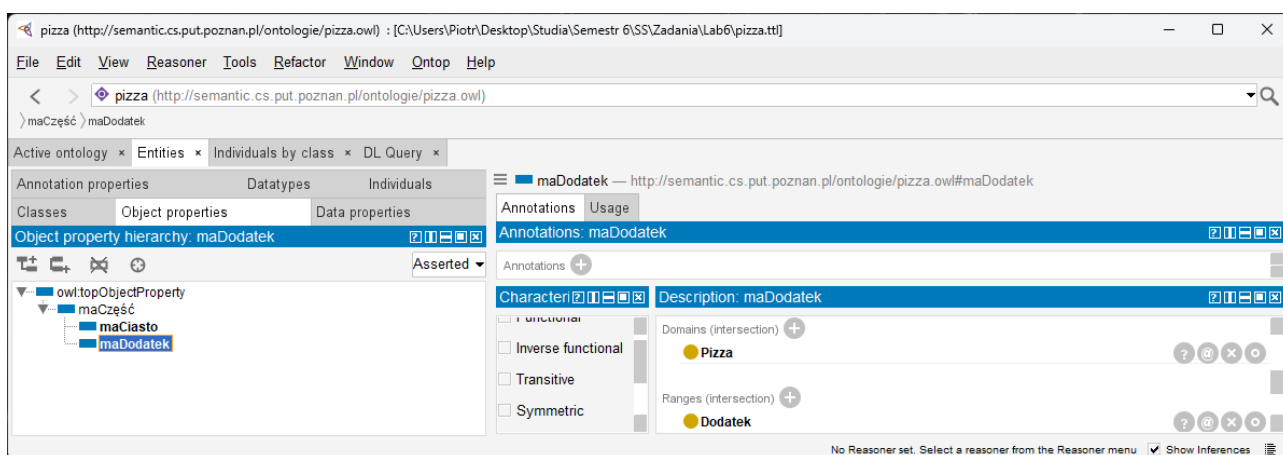 pizza (http://semantic.cs.put.poznan.pl/ontologie/pizza.owl) : [C:\Users\Piotr\Desktop\Studia\Semestr 6\SS\Zadania\Lab6\pizza.ttl]
File Edit View Reasoner Tools Refactor Window Ontop Help
pizza (http://semantic.cs.put.poznan.pl/ontologie/pizza.owl)
maCzęść maDodatek
Active ontology × Entities × Individuals by class × DL Query ×
Annotation properties Datatypes Individuals
Classes Object properties Data properties
Object property hierarchy: maDodatek
Asserted
owl:topObjectProperty
maCzęść
maCiasto
maDodatek
maDodatek — http://semantic.cs.put.poznan.pl/ontologie/pizza.owl#maDodatek
Annotations Usage
Annotations: maDodatek
Annotations
Characteri
Functional
Inverse functional
Transitive
Symmetric
Description: maDodatek
Domains (intersection)
Pizza
Ranges (intersection)
Dodatek
No Reasoner set. Select a reasoner from the Reasoner menu Show Inferences